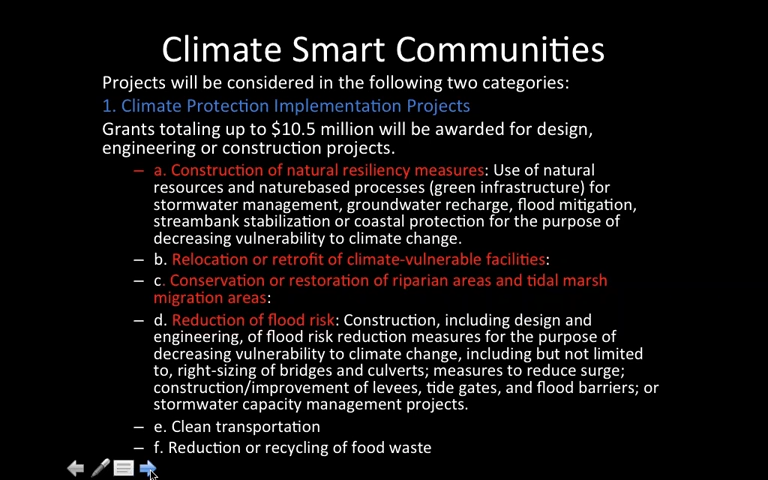 Climate Smart Communities
Projects will be considered in the following two categories:
1. Climate Protection Implementation Projects
Grants totaling up to $10.5 million will be awarded for design,
engineering or construction projects.
– a. Construction of natural resiliency measures: Use of natural
resources and naturebased processes (green infrastructure) for
stormwater management, groundwater recharge, flood mitigation,
streambank stabilization or coastal protection for the purpose of
decreasing vulnerability to climate change.
– b. Relocation or retrofit of climate-vulnerable facilities:
– c. Conservation or restoration of riparian areas and tidal marsh
migration areas:
– d. Reduction of flood risk: Construction, including design and
engineering, of flood risk reduction measures for the purpose of
decreasing vulnerability to climate change, including but not limited
to, right-sizing of bridges and culverts; measures to reduce surge;
construction/improvement of levees, tide gates, and flood barriers; or
stormwater capacity management projects.
– e. Clean transportation
– f. Reduction or recycling of food waste